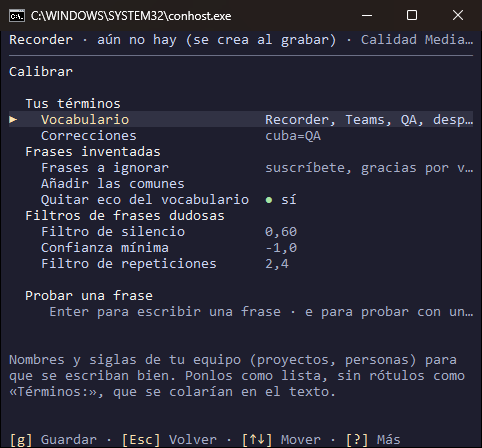 C:\WINDOWS\SYSTEM32\conhost.exe
Recorder · aún no hay (se crea al grabar) · Calidad Media…
Calibrar
Tus términos
► Vocabulario Recorder, Teams, QA, desp…
Correcciones cuba=QA
Frases inventadas
Frases a ignorar suscríbete, gracias por v…
Añadir las comunes
Quitar eco del vocabulario ● sí
Filtros de frases dudosas
Filtro de silencio 0,60
Confianza mínima -1,0
Filtro de repeticiones 2,4
Probar una frase
Enter para escribir una frase · e para probar con un…
Nombres y siglas de tu equipo (proyectos, personas) para
que se escriban bien. Ponlos como lista, sin rótulos como
«Términos:», que se colarían en el texto.
[g] Guardar · [Esc] Volver · [↑↓] Mover · [?] Más